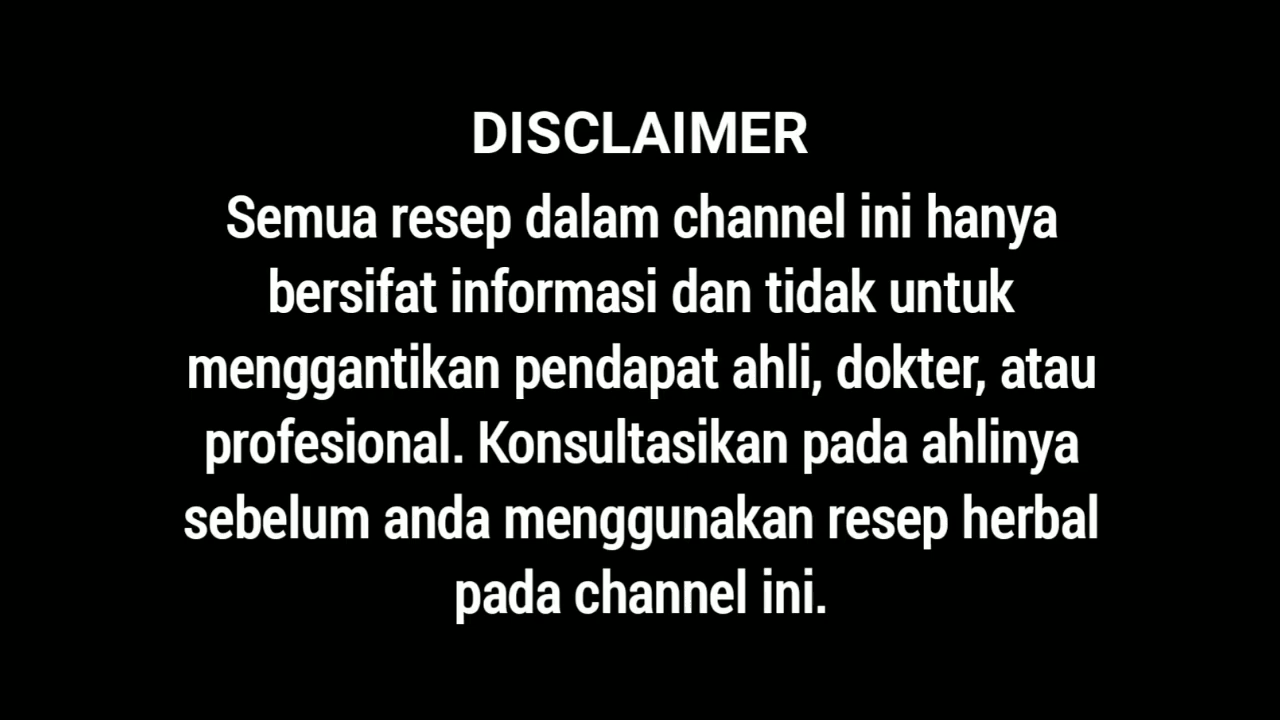 DISCLAIMER
Semua resep dalam channel ini hanya
bersifat informasi dan tidak untuk
menggantikan pendapat ahli, dokter, atau
profesional. Konsultasikan pada ahlinya
sebelum anda menggunakan resep herbal
pada channel ini.